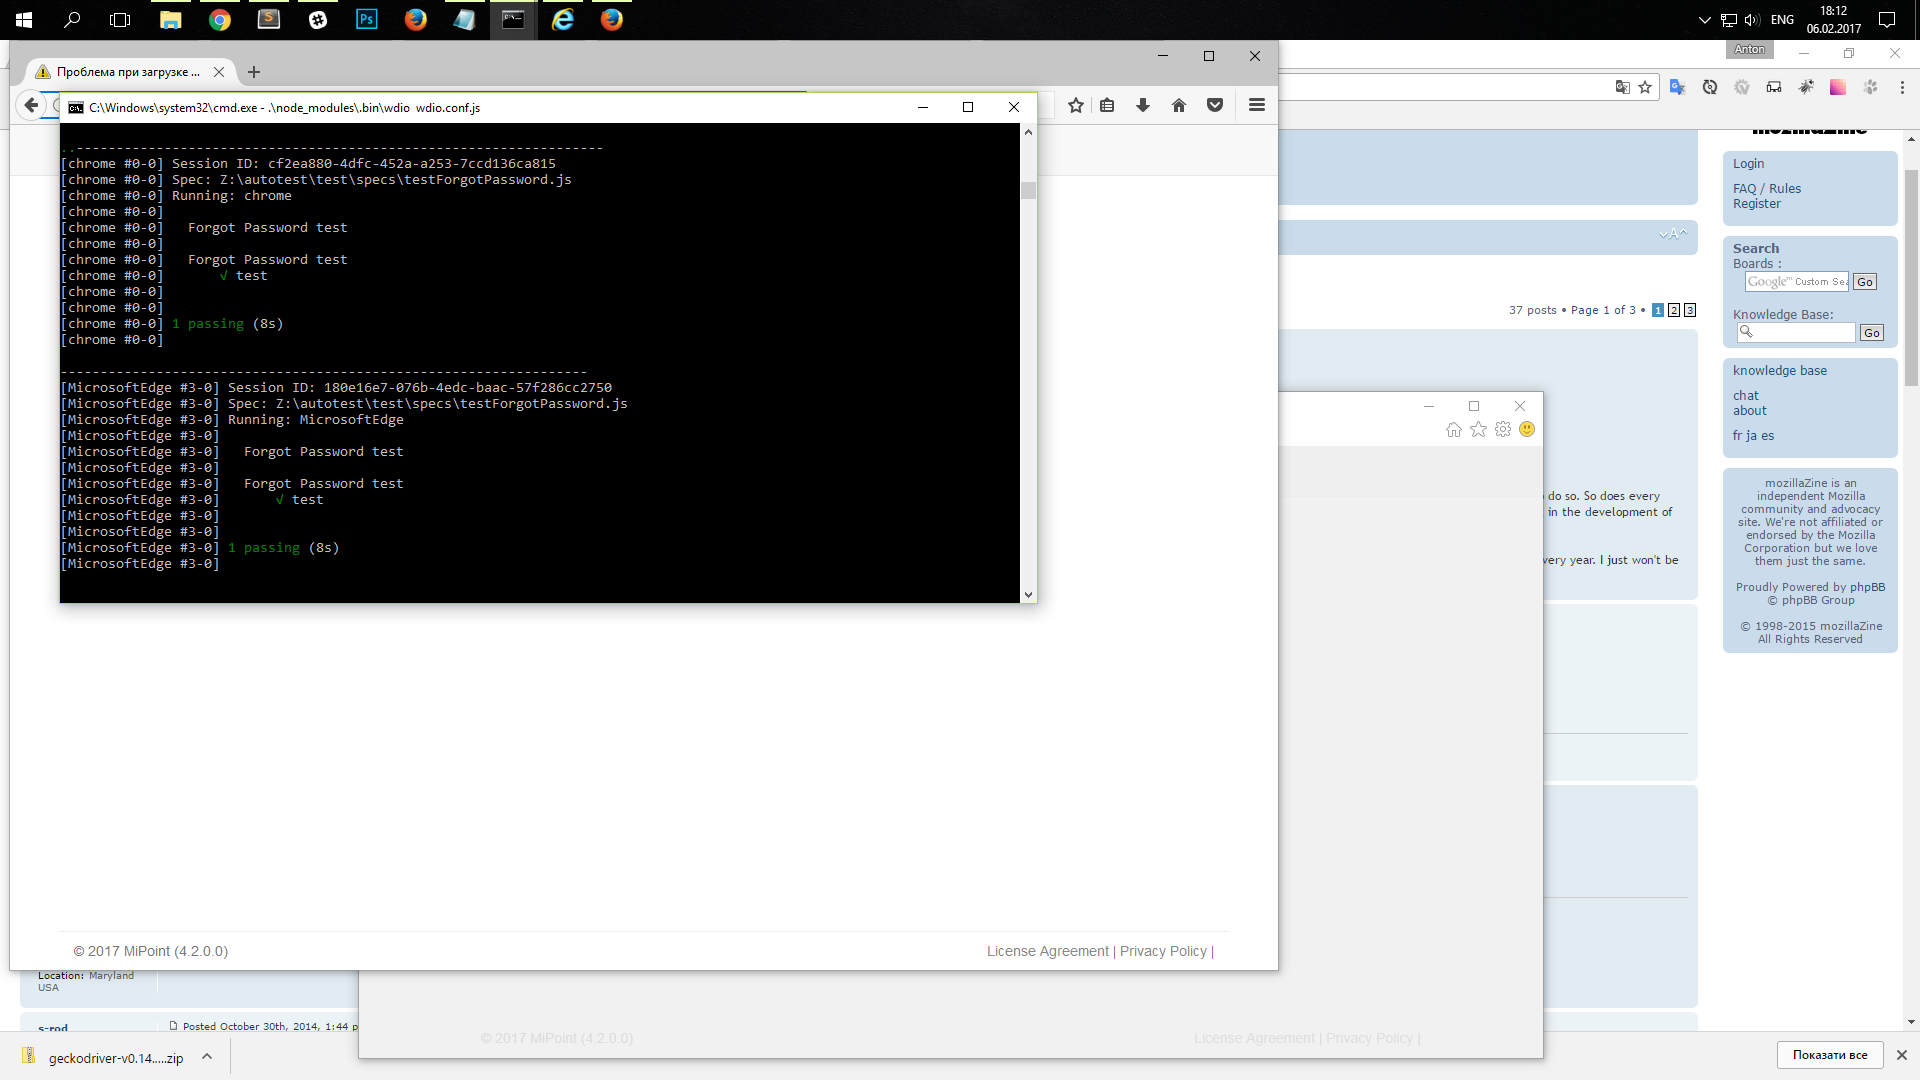 ENG
18:12
06.02.2017
Anton
Проблема при загрузке ...
C:\Windows\system32\cmd.exe - .\node_modules\.bin\wdio  wdio.conf.js
..------------------------------------------------------------------
[chrome #0-0] Session ID: cf2ea880-4dfc-452a-a253-7ccd136ca815
[chrome #0-0] Spec: Z:\autotest\test\specs\testForgotPassword.js
[chrome #0-0] Running: chrome
[chrome #0-0]
[chrome #0-0]   Forgot Password test
[chrome #0-0]
[chrome #0-0]   Forgot Password test
[chrome #0-0]       √ test
[chrome #0-0]
[chrome #0-0]
[chrome #0-0] 1 passing (8s)
[chrome #0-0]
------------------------------------------------------------------
[MicrosoftEdge #3-0] Session ID: 180e16e7-076b-4edc-baac-57f286cc2750
[MicrosoftEdge #3-0] Spec: Z:\autotest\test\specs\testForgotPassword.js
[MicrosoftEdge #3-0] Running: MicrosoftEdge
[MicrosoftEdge #3-0]
[MicrosoftEdge #3-0]   Forgot Password test
[MicrosoftEdge #3-0]
[MicrosoftEdge #3-0]   Forgot Password test
[MicrosoftEdge #3-0]       √ test
[MicrosoftEdge #3-0]
[MicrosoftEdge #3-0]
[MicrosoftEdge #3-0] 1 passing (8s)
[MicrosoftEdge #3-0]
© 2017 MiPoint (4.2.0.0)
License Agreement | Privacy Policy |
A
37 posts • Page 1 of 3 • 1 2 3
do so. So does every
in the development of
very year. I just won't be
mozillaZine
Login
FAQ / Rules
Register
Search
Boards :
Google™ Custom Sea
Go
Knowledge Base:
Go
knowledge base
chat
about
fr ja es
mozillaZine is an
independent Mozilla
community and advocacy
site. We're not affiliated or
endorsed by the Mozilla
Corporation but we love
them just the same.
Proudly Powered by phpBB
© phpBB Group
© 1998-2015 mozillaZine
All Rights Reserved
Location: Maryland
USA
s-rod
Posted October 30th, 2014, 1:44 p
© 2017 MiPoint (4.2.0.0)
License Agreement | Privacy Policy |
geckodriver-v0.14.....zip
Показати все